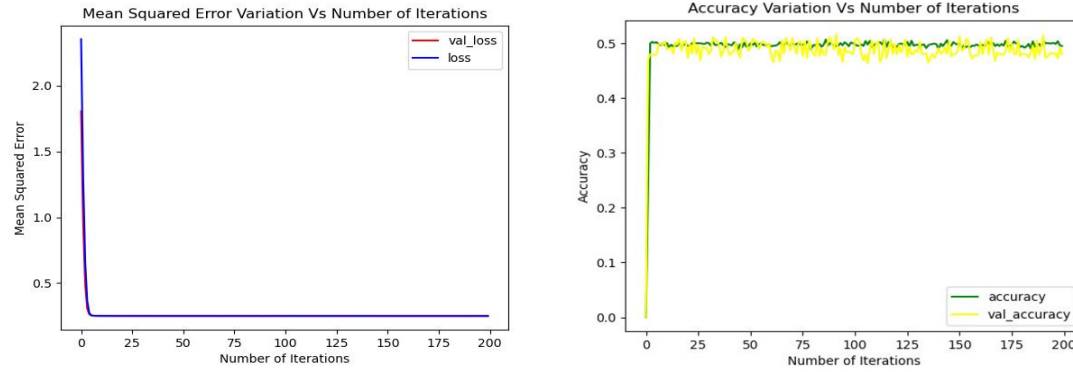 Mean Squared Error Variation Vs Number of Iterations
val_loss
loss
2.0
1.5
1.0
0.5
Mean Squared Error
0 25 50 75 100 125 150 175 200
Number of Iterations
Accuracy Variation Vs Number of Iterations
0.5
0.4
0.5
0.2
0.1
0.0
Accuracy
accuracy
val_accuracy
0 25 50 75 100 125 150 175 200
Number of Iterations